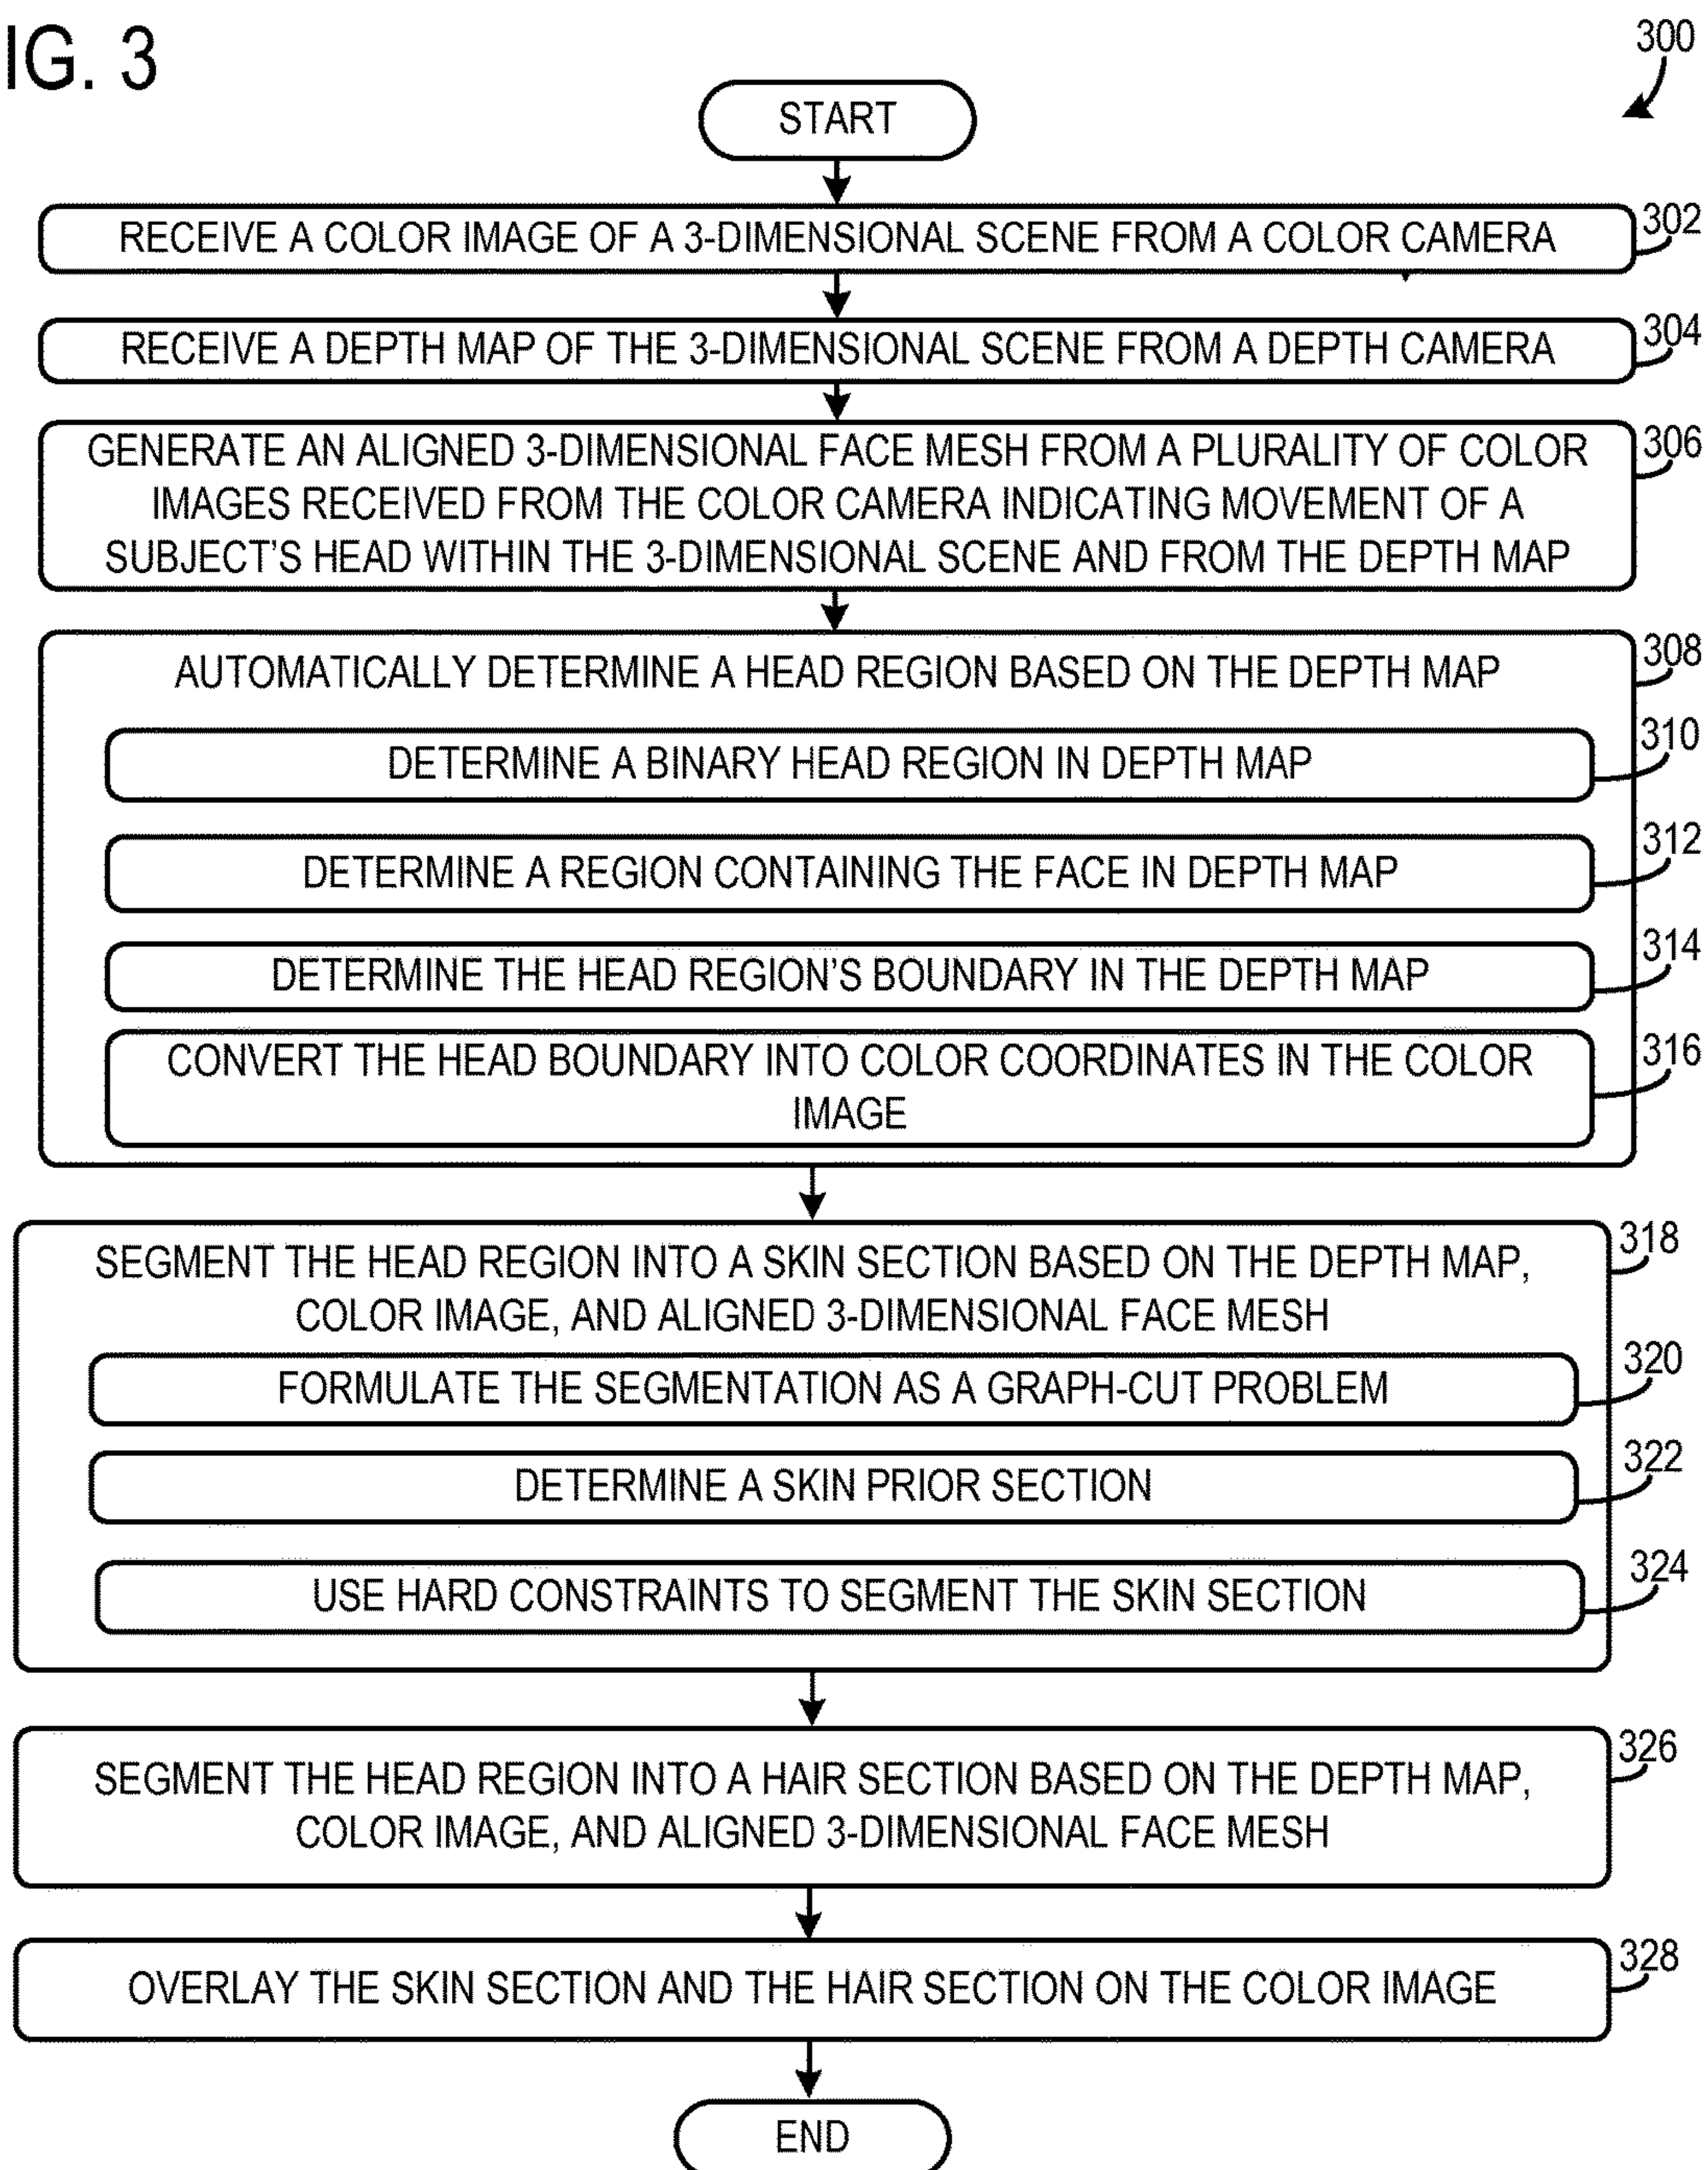 IG. 3
300
START
RECEIVE A COLOR IMAGE OF A 3-DIMENSIONAL SCENE FROM A COLOR CAMERA
302
RECEIVE A DEPTH MAP OF THE 3-DIMENSIONAL SCENE FROM A DEPTH CAMERA
304
GENERATE AN ALIGNED 3-DIMENSIONAL FACE MESH FROM A PLURALITY OF COLOR
IMAGES RECEIVED FROM THE COLOR CAMERA INDICATING MOVEMENT OF A
SUBJECT'S HEAD WITHIN THE 3-DIMENSIONAL SCENE AND FROM THE DEPTH MAP
306
AUTOMATICALLY DETERMINE A HEAD REGION BASED ON THE DEPTH MAP
308
DETERMINE A BINARY HEAD REGION IN DEPTH MAP
310
DETERMINE A REGION CONTAINING THE FACE IN DEPTH MAP
312
DETERMINE THE HEAD REGION'S BOUNDARY IN THE DEPTH MAP
314
CONVERT THE HEAD BOUNDARY INTO COLOR COORDINATES IN THE COLOR
IMAGE
316
SEGMENT THE HEAD REGION INTO A SKIN SECTION BASED ON THE DEPTH MAP,
COLOR IMAGE, AND ALIGNED 3-DIMENSIONAL FACE MESH
318
FORMULATE THE SEGMENTATION AS A GRAPH-CUT PROBLEM
320
DETERMINE A SKIN PRIOR SECTION
322
USE HARD CONSTRAINTS TO SEGMENT THE SKIN SECTION
324
SEGMENT THE HEAD REGION INTO A HAIR SECTION BASED ON THE DEPTH MAP,
COLOR IMAGE, AND ALIGNED 3-DIMENSIONAL FACE MESH
326
OVERLAY THE SKIN SECTION AND THE HAIR SECTION ON THE COLOR IMAGE
328
END